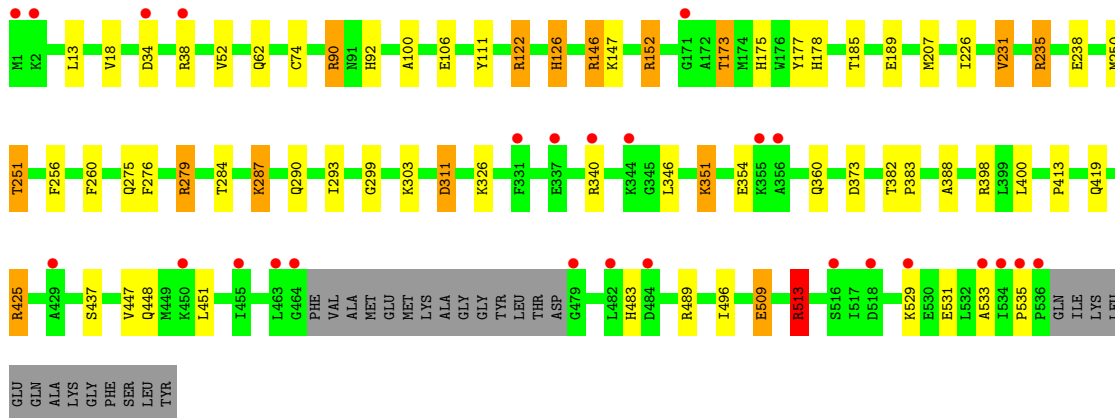 M1 K2 L13 V18 D34 R38 V52 Q62 C74 R90 N91 H92 A100 E106 Y111 R122 H126 R146 K147 R152 G171 A172 T173 M174 H175 W176 Y177 H178 T185 E189 M207 I226 V231 R235 E238 M250
T251 F256 F260 Q275 F276 R279 T284 K287 Q290 I293 G299 K303 D311 K326 F331 E337 R340 K344 G345 L346 K351 E354 K355 A356 Q360 D373 T382 P383 A388 R398 L399 L400 P413 Q419
R425 A429 S437 V447 Q448 M449 K450 L451 I455 L463 G464 PHE VAL ALA MET GLU MET LYS ALA GLY GLY TYR LEU THR ASP G479 L482 H483 D484 R489 I496 E509 R513 S516 I517 D518 K529 E530 E531 L532 A533 I534 P535 P536 GLN ILE LYS LEU
GLU GLN ALA LYS GLY PHE SER LEU TYR